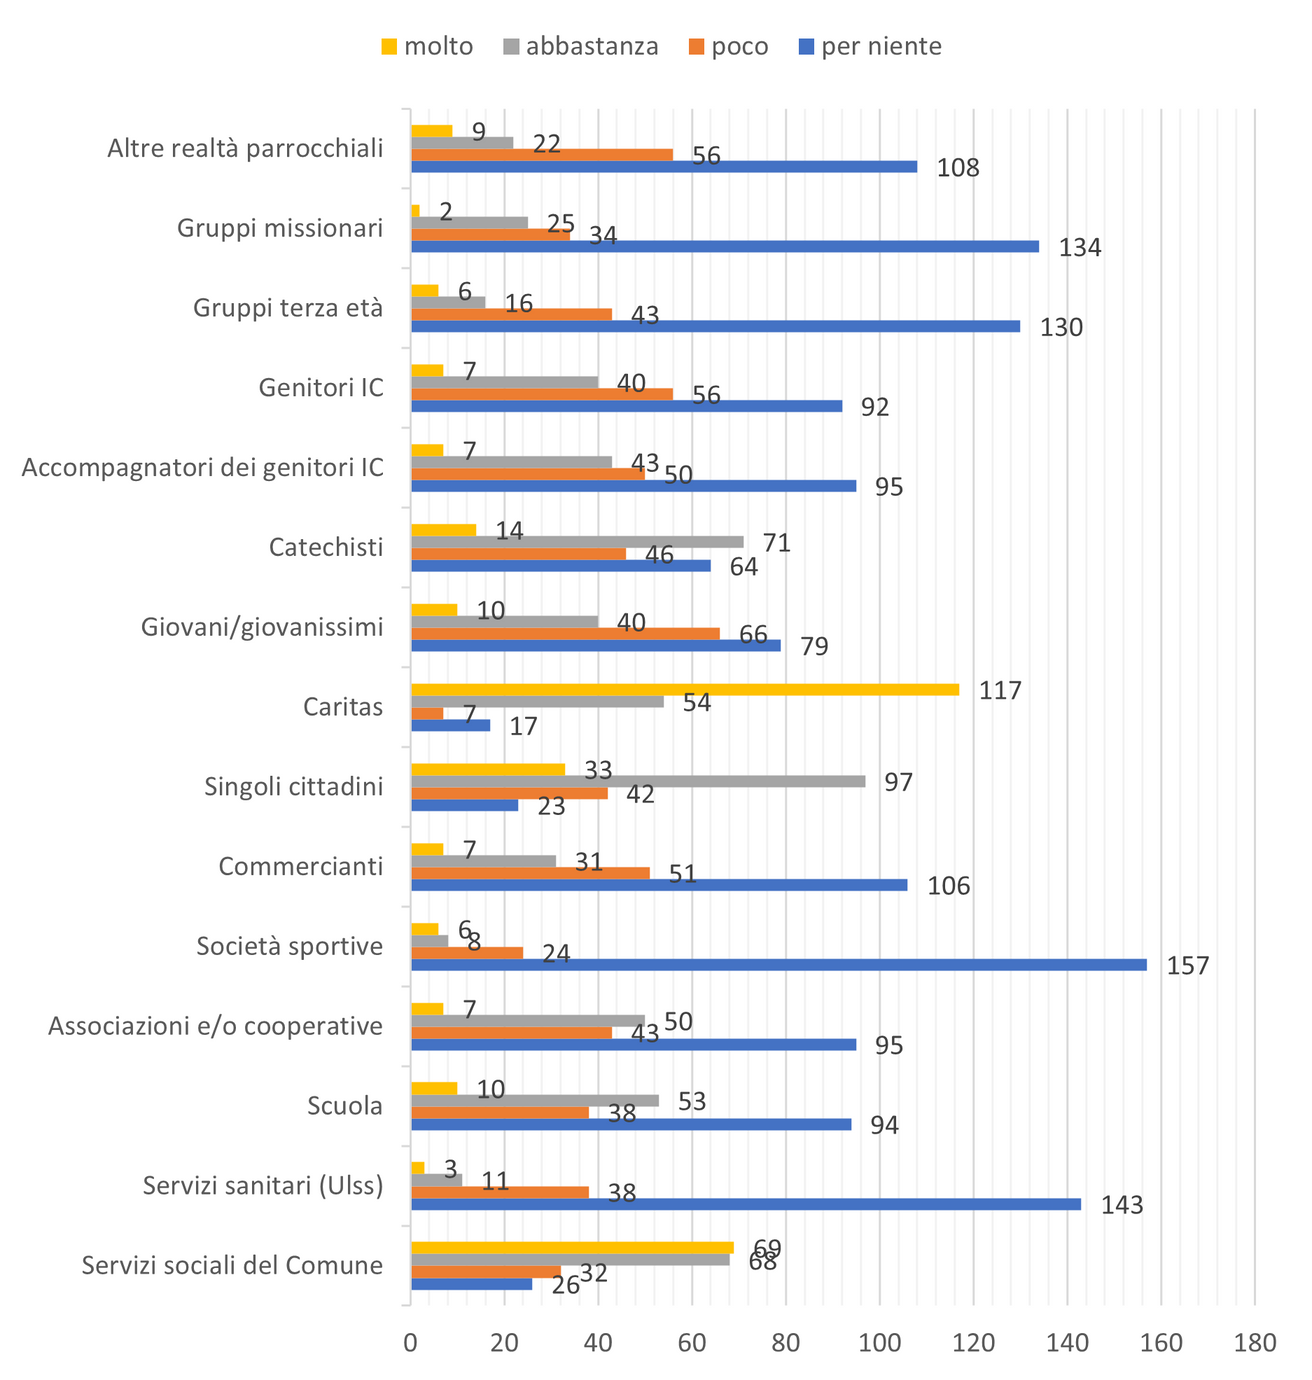 molto abbastanza poco per niente
Altre realtà parrocchiali 9 22 56 108
Gruppi missionari 2 25 34 134
Gruppi terza età 6 16 43 130
Genitori IC 7 40 56 92
Accompagnatori dei genitori IC 7 43 50 95
Catechisti 14 71 46 64
Giovani/giovanissimi 10 40 66 79
Caritas 117 54 7 17
Singoli cittadini 33 97 42 23
Commercianti 7 31 51 106
Società sportive 6 8 24 157
Associazioni e/o cooperative 7 50 43 95
Scuola 10 53 38 94
Servizi sanitari (Ulss) 3 11 38 143
Servizi sociali del Comune 69 68 32 26
0 20 40 60 80 100 120 140 160 180